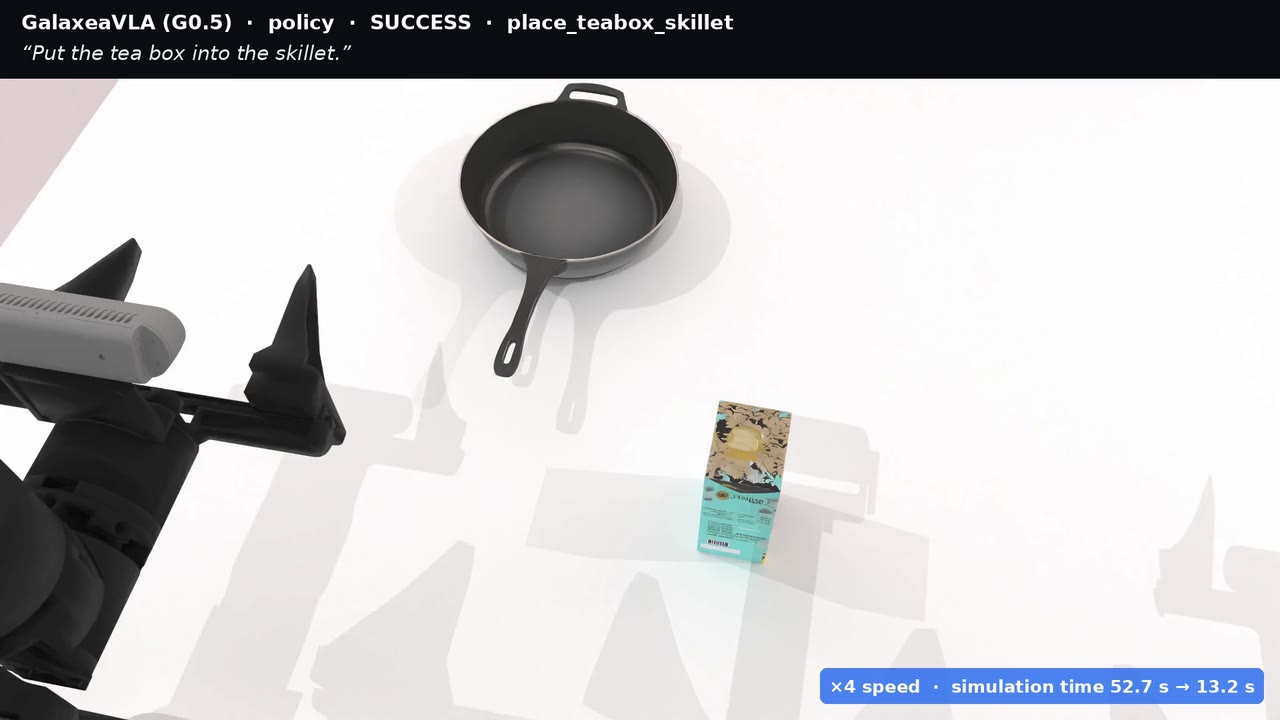 GalaxeaVLA (G0.5)  ·  policy  ·  SUCCESS  ·  place_teabox_skillet
“Put the tea box into the skillet.”
×4 speed  ·  simulation time 52.7 s → 13.2 s